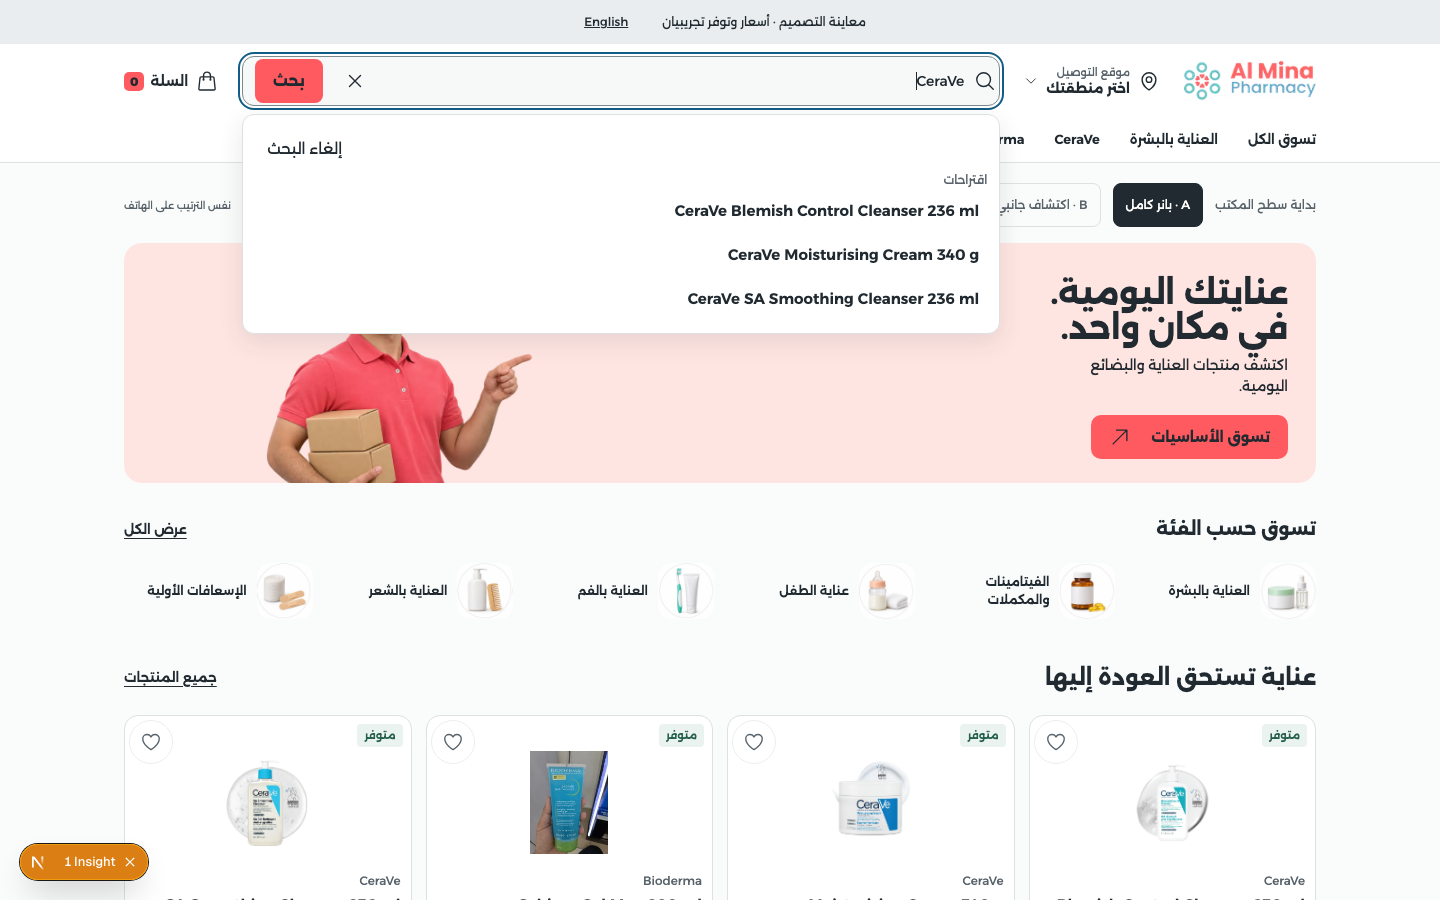 معاينة التصميم · أسعار وتوفر تجريبيان
English
Al Mina
Pharmacy
موقع التوصيل
اختر منطقتك
CeraVe
بحث
السلة
0
تسوق الكل
العناية بالبشرة
CeraVe
rma
إلغاء البحث
اقتراحات
CeraVe Blemish Control Cleanser 236 ml
CeraVe Moisturising Cream 340 g
CeraVe SA Smoothing Cleanser 236 ml
بداية سطح المكتب
A · بانر كامل
B · اكتشاف جانبي
نفس الترتيب على الهاتف
عنايتك اليومية.
في مكان واحد.
اكتشف منتجات العناية والبضائع
اليومية.
تسوق الأساسيات
تسوق حسب الفئة
عرض الكل
العناية بالبشرة
الفيتامينات
والمكملات
عناية الطفل
العناية بالفم
العناية بالشعر
الإسعافات الأولية
عناية تستحق العودة إليها
جميع المنتجات
متوفر
متوفر
متوفر
متوفر
CeraVe
CeraVe
Bioderma
CeraVe
1 Insight